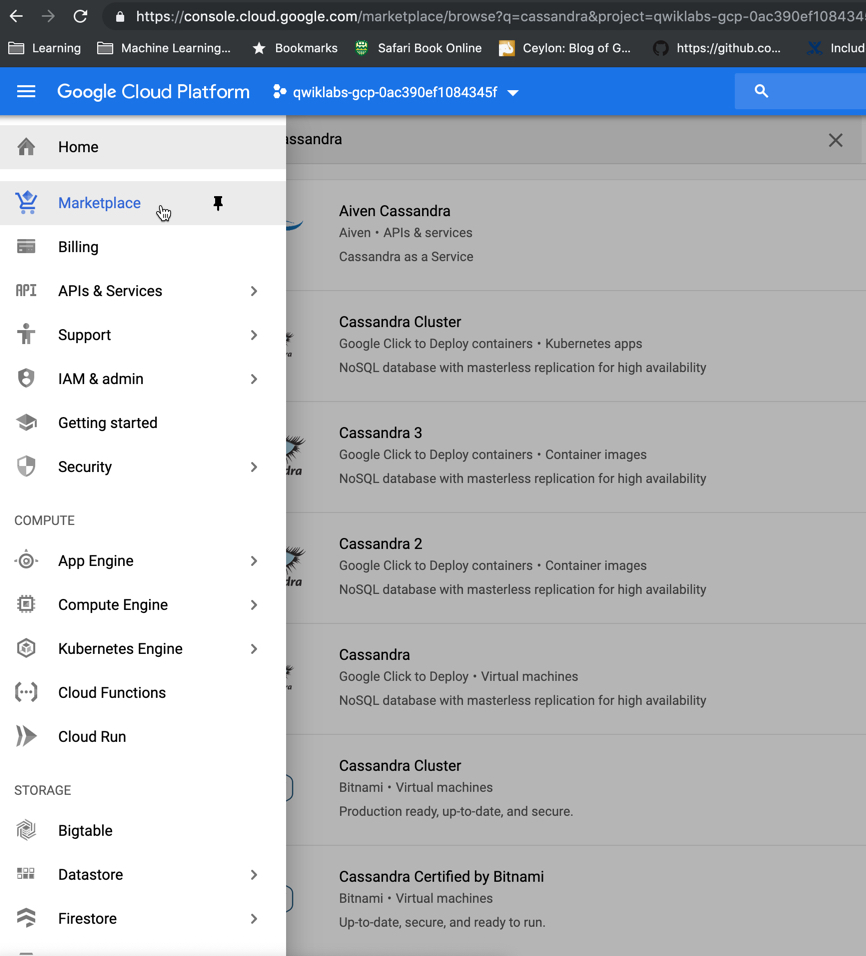 https://console.cloud.google.com/marketplace/browse?q=cassandra&project=qwiklabs-gcp-0ac390ef108434
Learning
Machine Learning...
Bookmarks
Safari Book Online
Ceylon: Blog of G...
https://github.co...
Includ
Google Cloud Platform
qwiklabs-gcp-0ac390ef1084345f
Home
assandra
Marketplace
Billing
API
APIs & Services
Support
IAM & admin
Getting started
Security
COMPUTE
App Engine
Compute Engine
Kubernetes Engine
Cloud Functions
Cloud Run
STORAGE
Bigtable
Datastore
Firestore
Aiven Cassandra
Aiven • APIs & services
Cassandra as a Service
Cassandra Cluster
Google Click to Deploy containers • Kubernetes apps
NoSQL database with masterless replication for high availability
Cassandra 3
Google Click to Deploy containers • Container images
NoSQL database with masterless replication for high availability
dra
Cassandra 2
Google Click to Deploy containers • Container images
NoSQL database with masterless replication for high availability
dra
Cassandra
Google Click to Deploy • Virtual machines
NoSQL database with masterless replication for high availability
Cassandra Cluster
Bitnami • Virtual machines
Production ready, up-to-date, and secure.
Cassandra Certified by Bitnami
Bitnami • Virtual machines
Up-to-date, secure, and ready to run.